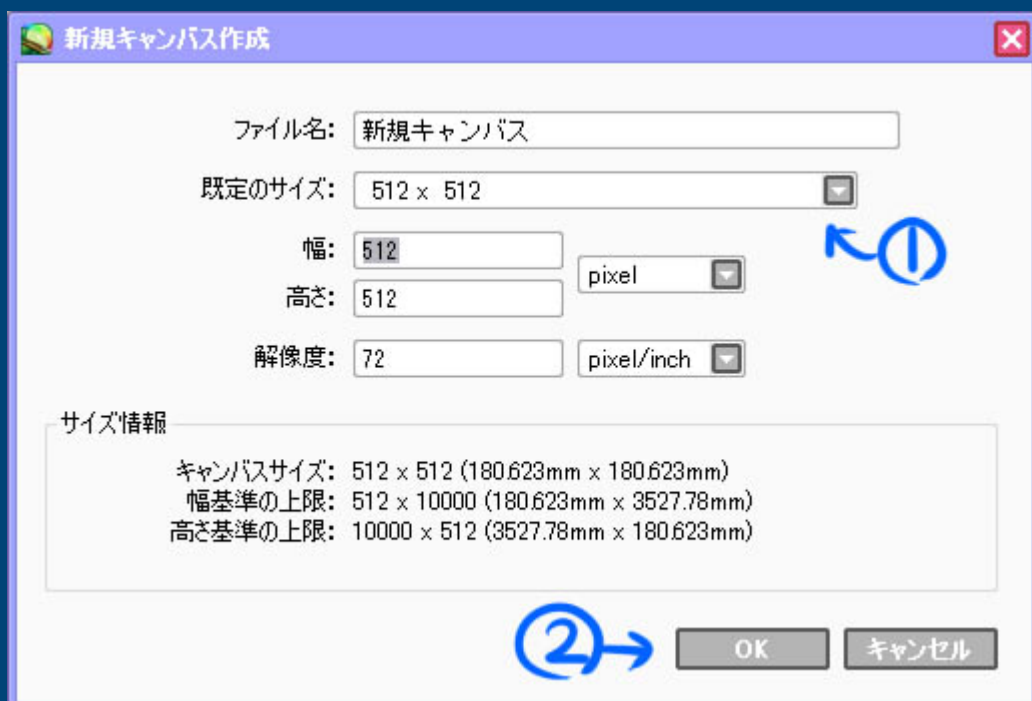 新規キャンバス作成
ファイル名: 新規キャンバス
既定のサイズ: 512 x 512
①
幅: 512
pixel
高さ: 512
解像度: 72 pixel/inch
サイズ情報
キャンバスサイズ: 512 x 512 (180.623mm x 180.623mm)
幅基準の上限: 512 x 10000 (180.623mm x 3527.78mm)
高さ基準の上限: 10000 x 512 (3527.78mm x 180.623mm)
② OK キャンセル